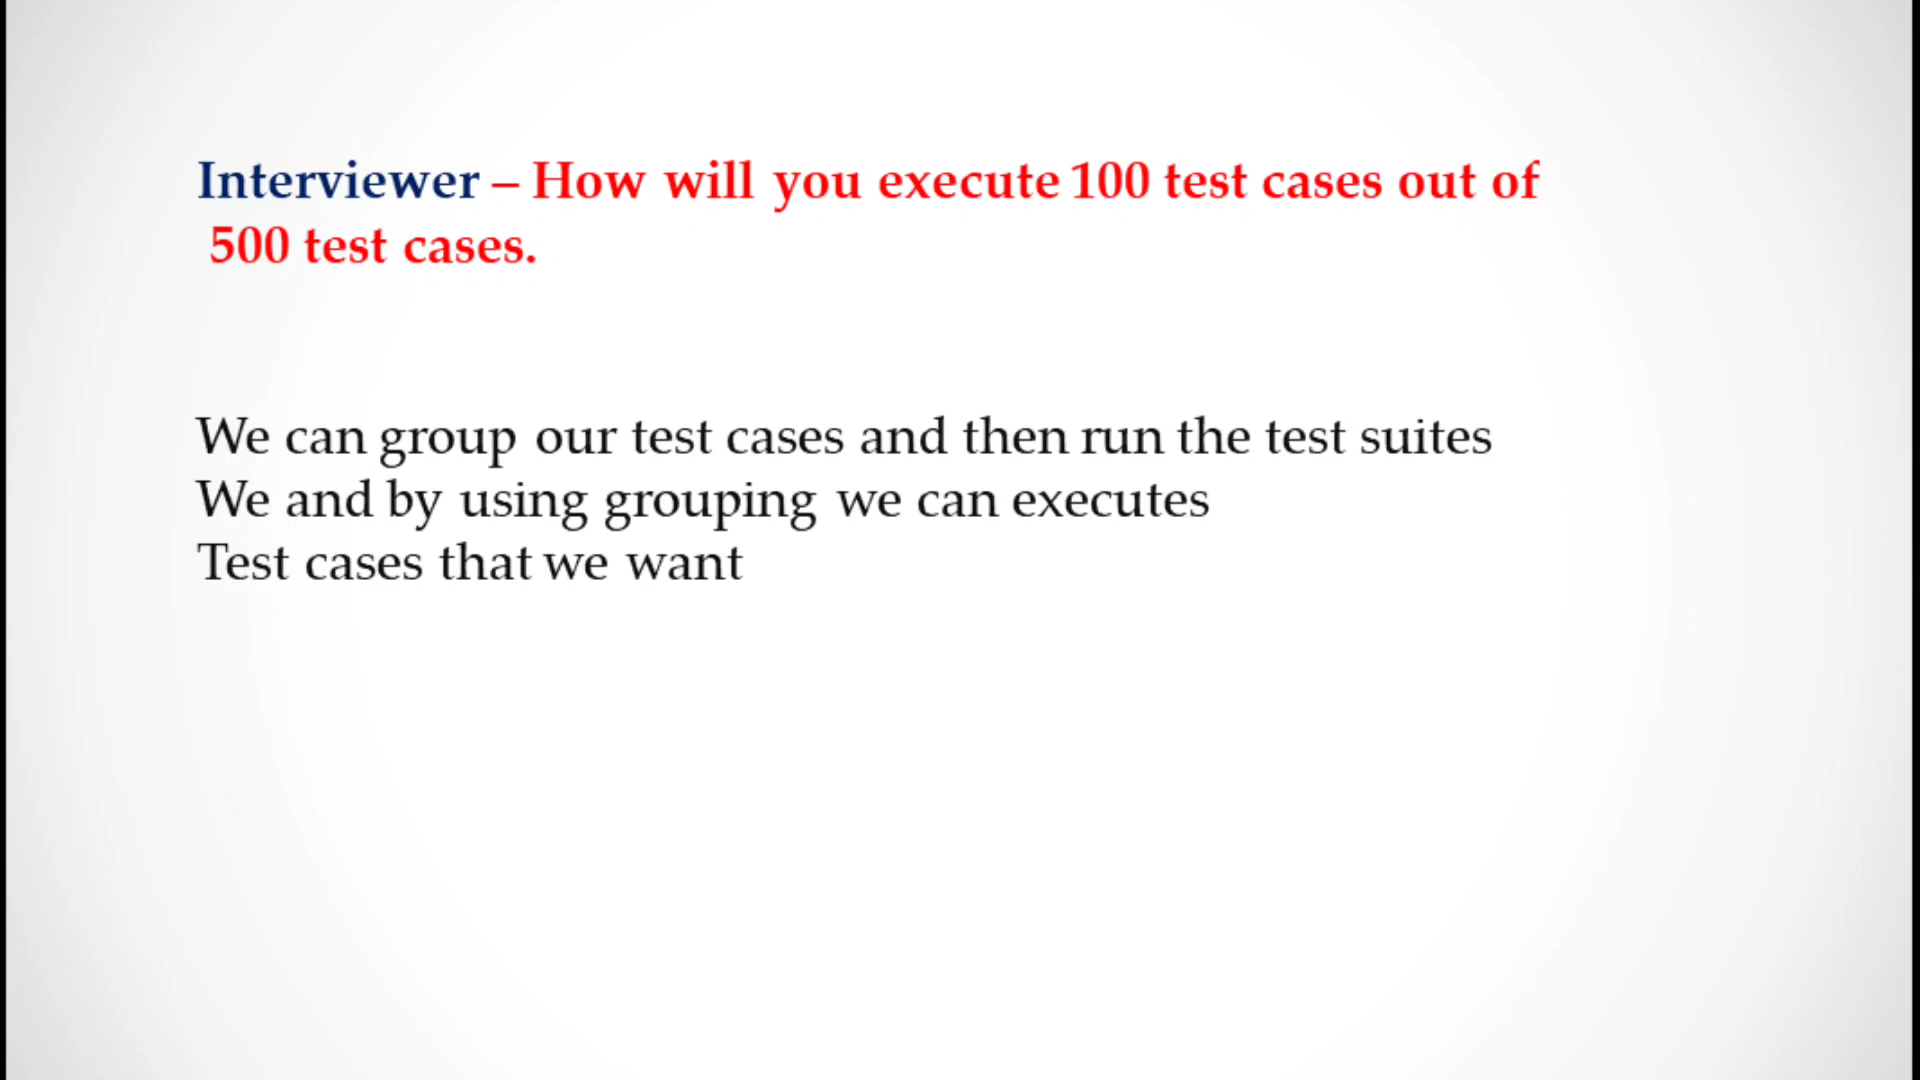 Interviewer – How will you execute 100 test cases out of
500 test cases.
We can group our test cases and then run the test suites
We and by using grouping we can executes
Test cases that we want